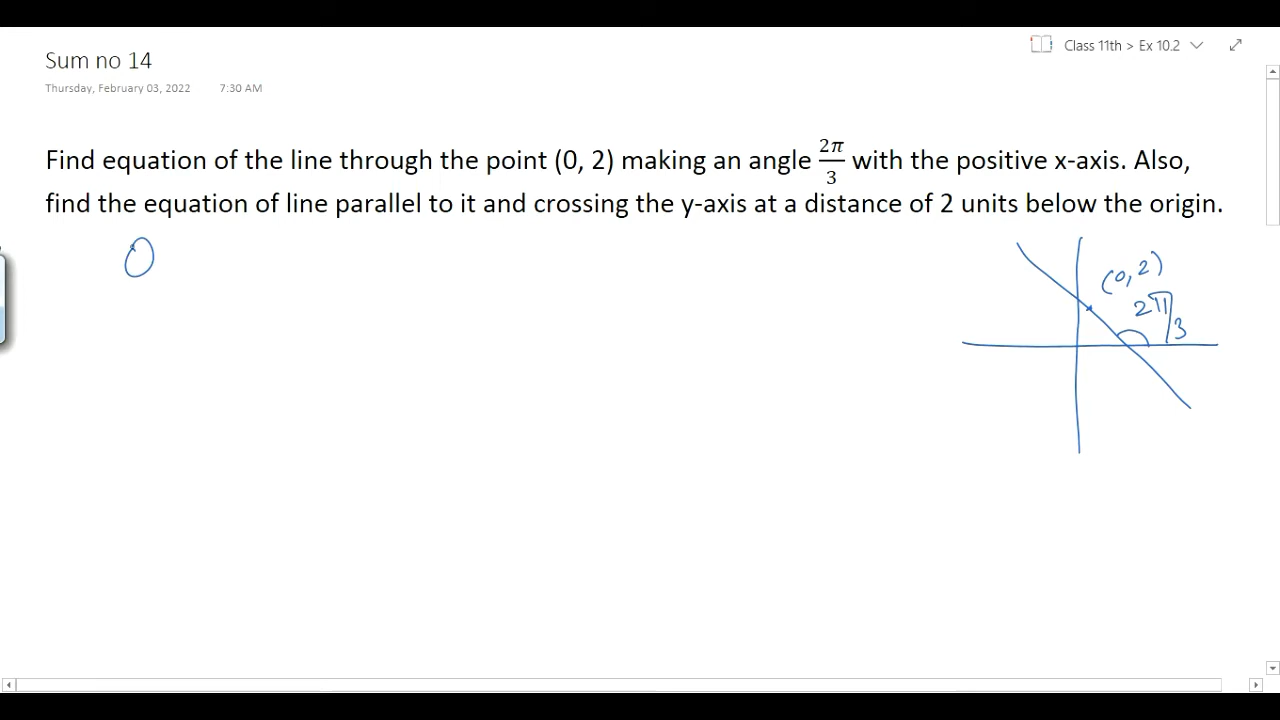 Sum no 14
Class 11th > Ex 10.2
Thursday, February 03, 2022 7:30 AM
Find equation of the line through the point (0, 2) making an angle 2π/3 with the positive x-axis. Also,
find the equation of line parallel to it and crossing the y-axis at a distance of 2 units below the origin.
0
(0, 2)
2π/3